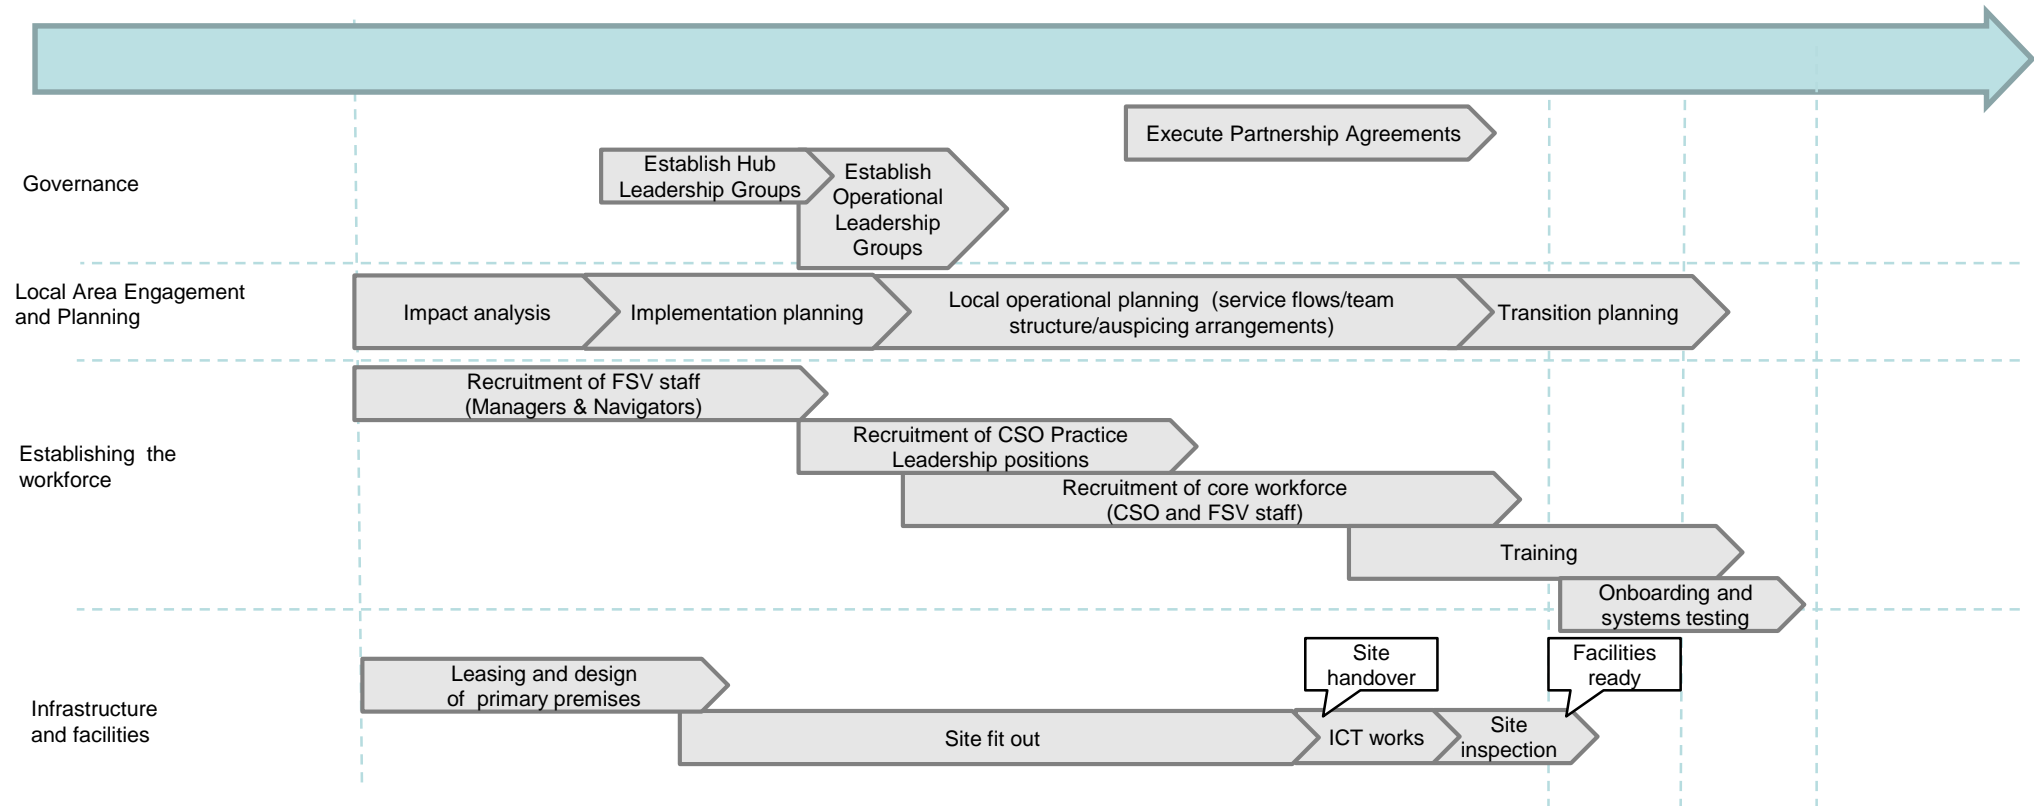 Execute Partnership Agreements
Governance
Establish Hub
Leadership Groups
Establish
Operational
Leadership
Groups
Local Area Engagement
and Planning
Impact analysis
Implementation planning
Local operational planning  (service flows/team
structure/auspicing arrangements)
Transition planning
Establishing  the
workforce
Recruitment of FSV staff
(Managers & Navigators)
Recruitment of CSO Practice
Leadership positions
Recruitment of core workforce
(CSO and FSV staff)
Training
Onboarding and
systems testing
Infrastructure
and facilities
Leasing and design
of  primary premises
Site fit out
Site
handover
ICT works
Site
inspection
Facilities
ready